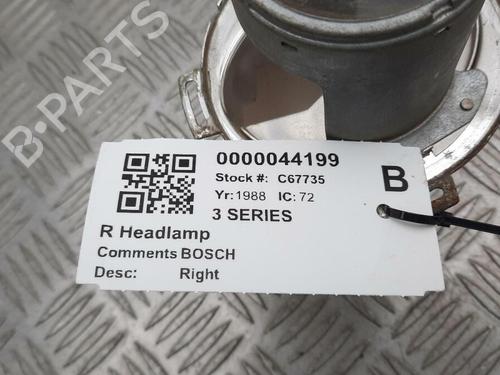 B-PARTS
0000044199
Stock #: C67735
Yr: 1988 IC: 72
3 SERIES
B
R Headlamp
Comments BOSCH
Desc: Right